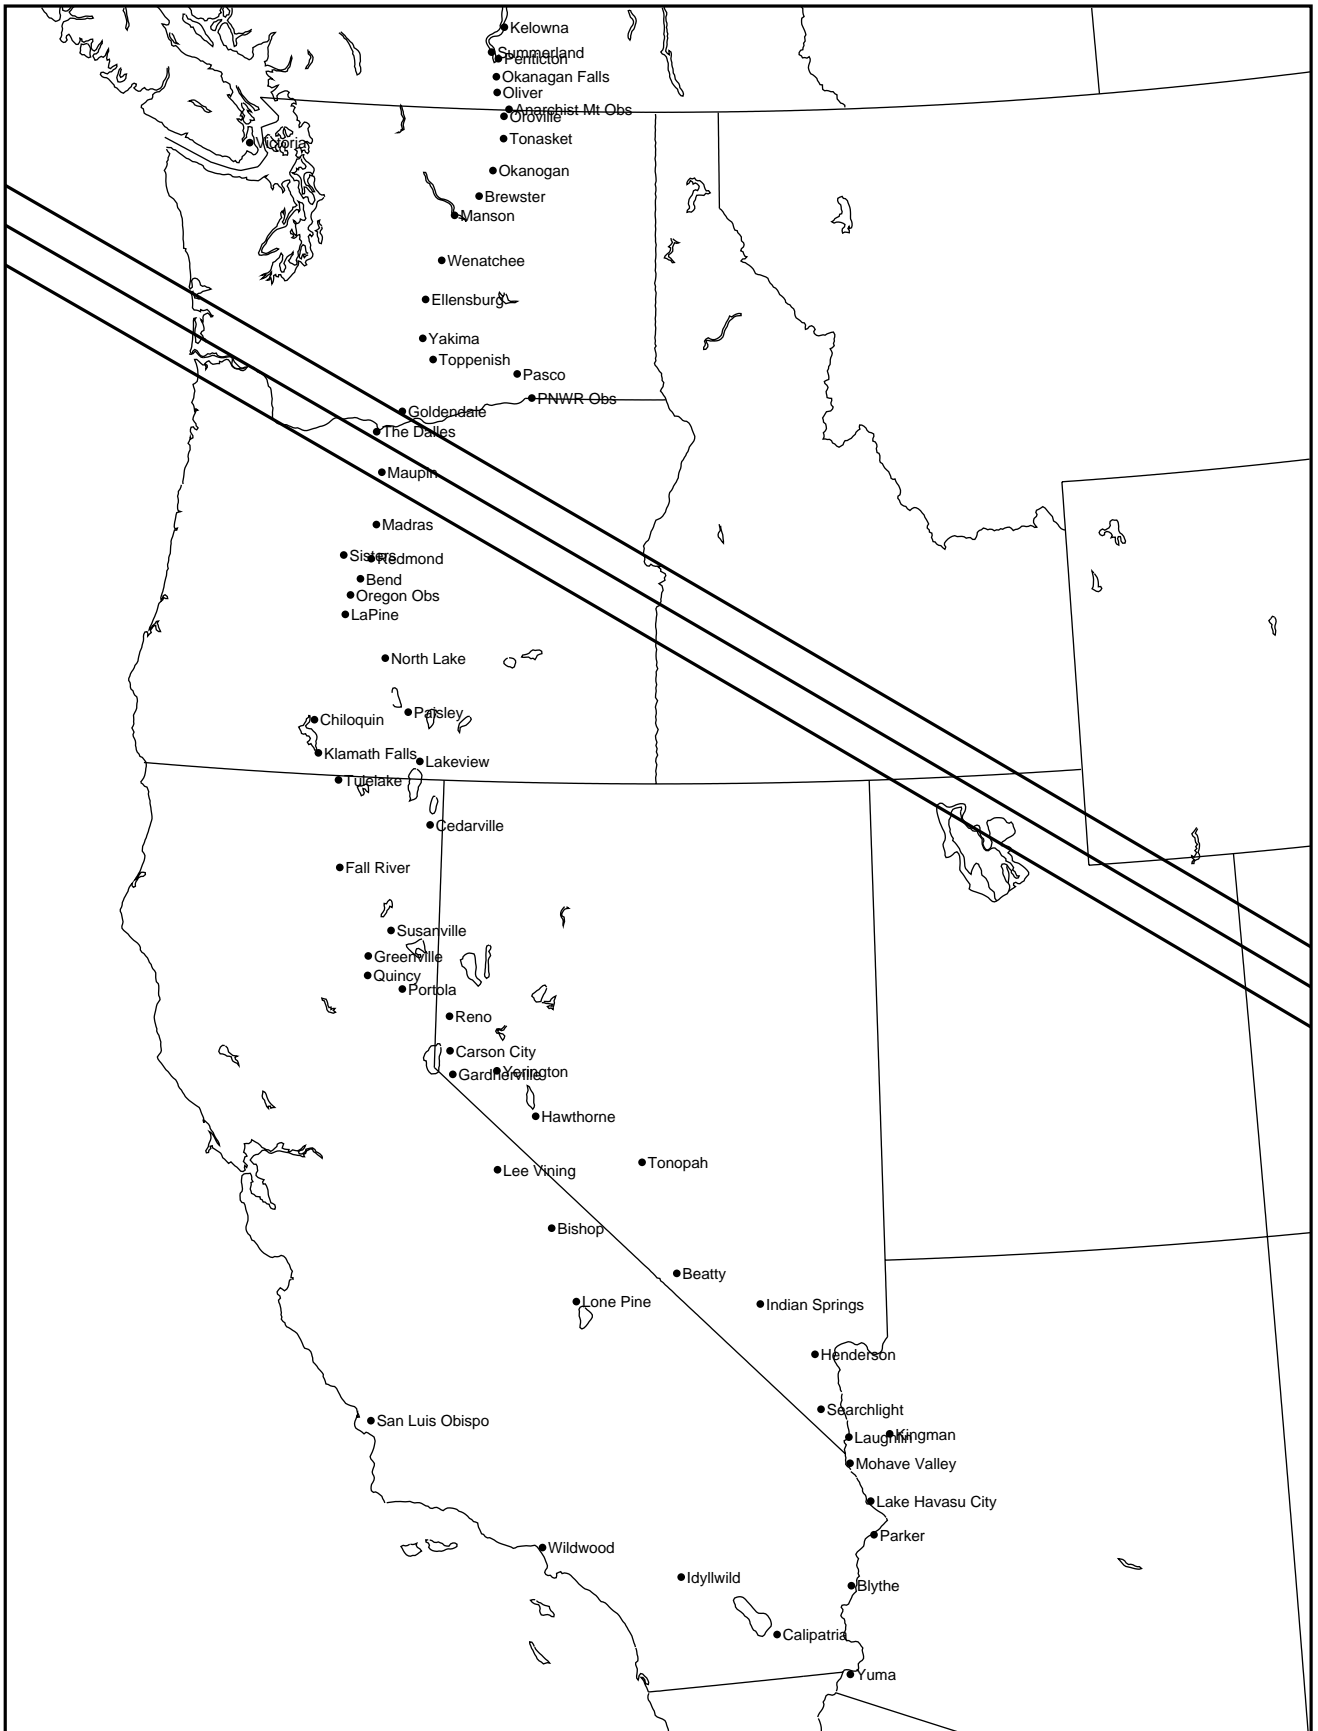 Kelowna
Summerland
Penticton
Okanagan Falls
Oliver
Anarchist Mt Obs
Oroville
Tonasket
Victoria
Okanogan
Brewster
Manson
Wenatchee
Ellensburg
Yakima
Toppenish
Pasco
PNWR Obs
Goldendale
The Dalles
Maupin
Madras
Sisters
Redmond
Bend
Oregon Obs
LaPine
North Lake
Paisley
Chiloquin
Klamath Falls
Lakeview
Tulelake
Cedarville
Fall River
Susanville
Greenville
Quincy
Portola
Reno
Carson City
Yerington
Gardnerville
Hawthorne
Tonopah
Lee Vining
Bishop
Beatty
Lone Pine
Indian Springs
Henderson
Searchlight
San Luis Obispo
Kingman
Laughlin
Mohave Valley
Lake Havasu City
Parker
Wildwood
Idyllwild
Blythe
Calipatria
Yuma